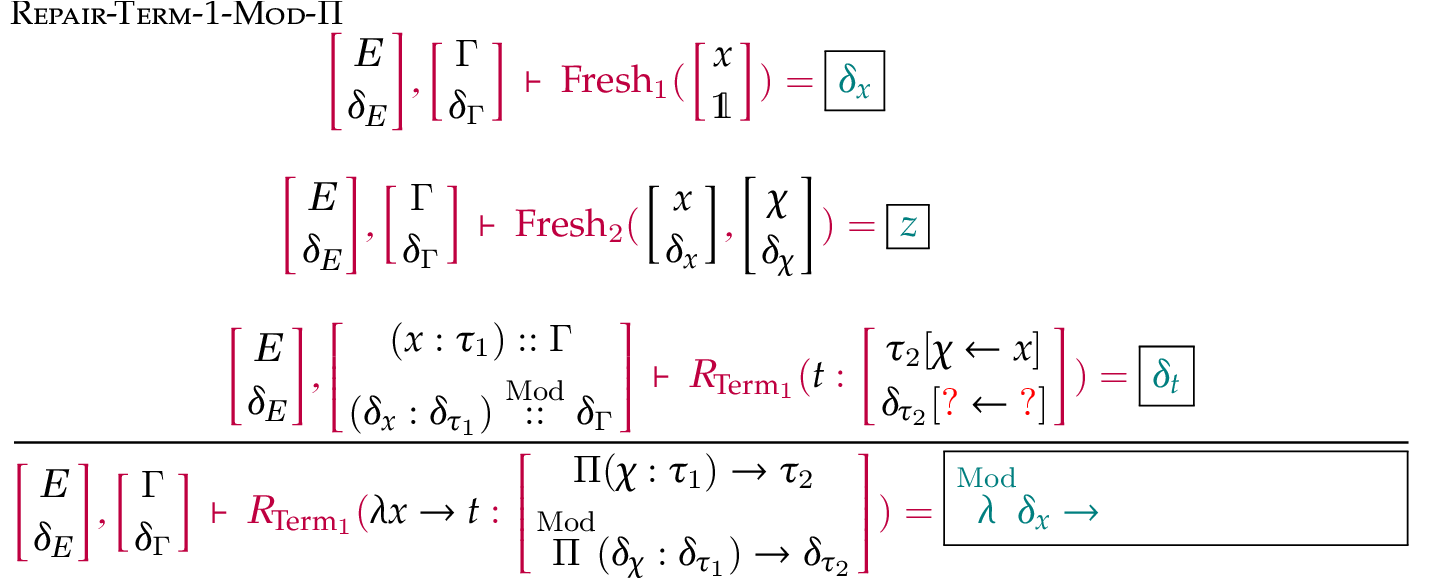 REPAIR-TERM-1-MOD-Π
[E δ_E], [Γ δ_Γ] ⊢ Fresh₁([x 𝟙]) = δ_x
[E δ_E], [Γ δ_Γ] ⊢ Fresh₂([x δ_x], [χ δ_χ]) = z
[E δ_E], [(x : τ₁) :: Γ (δ_x : δ_τ₁) Mod :: δ_Γ] ⊢ R_Term₁(t : [τ₂[χ ← x] δ_τ₂[? ← ?]]) = δ_t
[E δ_E], [Γ δ_Γ] ⊢ R_Term₁(λx → t : [Π(χ : τ₁) → τ₂ Mod Π (δ_χ : δ_τ₁) → δ_τ₂]) = Mod λ δ_x →